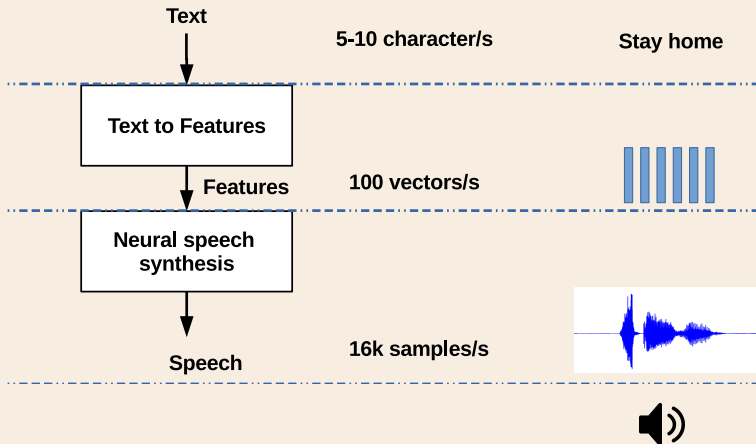 Text
5-10 character/s
Stay home
Text to Features
Features
100 vectors/s
Neural speech
synthesis
Speech
16k samples/s